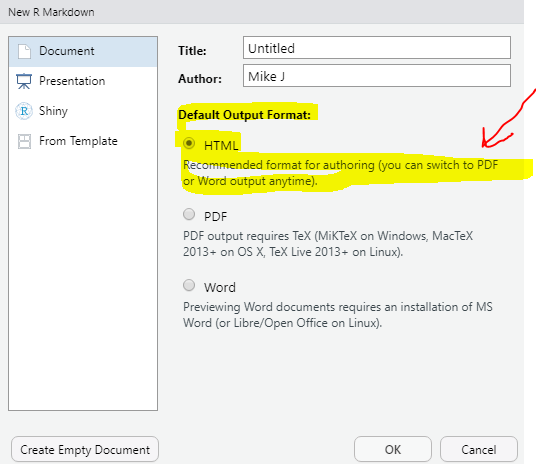 New R Markdown
Document
Presentation
Shiny
From Template
Title:
Untitled
Author:
Mike J
Default Output Format:
HTML
Recommended format for authoring (you can switch to PDF
or Word output anytime).
PDF
PDF output requires TeX (MiKTeX on Windows, MacTeX
2013+ on OS X, TeX Live 2013+ on Linux).
Word
Previewing Word documents requires an installation of MS
Word (or Libre/Open Office on Linux).
Create Empty Document
OK
Cancel